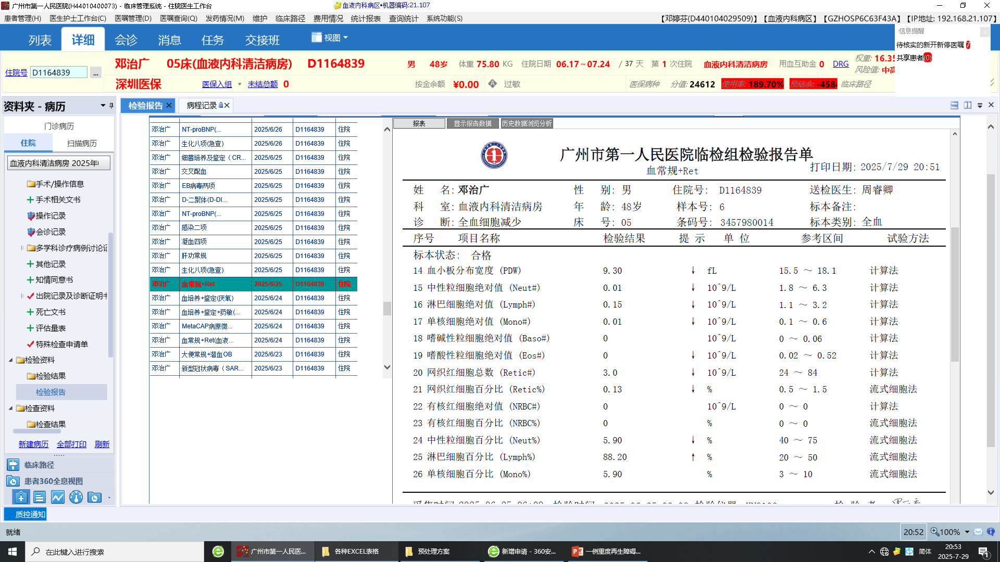 广州市第一人民医院(H44010400073) - 临床管理系统 - 住院医生工作台
血液内科病区•机器编码:21.107
患者管理(H) 医生护士工作台(C) 医嘱管理(D) 医嘱查询(Q) 发药情况(M) 维护 临床路径 费用情况 统计报表 查询统计 系统功能(S)
【邓婷芬(D440104029509)】【血液内科病区】【GZHOSP6C63F43A】【IP地址: 192.168.21.107】
列表 详细 会诊 消息 任务 交接班 视图
信息提醒
待核实的新开新停医嘱 7
共享患者(0)
住院号 D1164839 ...
邓治广 05床(血液内科清洁病房) D1164839 男 48岁 体重 75.80 KG 住院日期 06.17～07.24 / 37 天 第 1 次住院 血液内科清洁病房 用血互助金 0 DRG
权重: 16.35
风险值: 中高
深圳医保 医保入组 未结总额 0 按金余额 ¥0.00 过敏 医保病种 分值: 24612 使用率: 189.70% 预结余: -4584 临床路径
资料夹 - 病历
门诊病历
住院 扫描病历
血液内科清洁病房 2025年
手术/操作信息
手术相关文书
操作记录
会诊记录
多学科诊疗病例讨论记
其他记录
知情同意书
出院记录及诊断证明书
死亡文书
评估量表
特殊检查申请单
检验资料
检验结果
检验报告
检查资料
检查结果
新建病历 全部打印 刷新
临床路径
患者360全息视图
质控通知
就绪
检验报告 病程记录
邓治广 NT-proBNP(... 2025/6/26 D1164839 住院
邓治广 生化八项(急查) 2025/6/26 D1164839 住院
邓治广 细菌培养及鉴定（CR... 2025/6/25 D1164839 住院
邓治广 交叉配血 2025/6/25 D1164839 住院
邓治广 EB病毒两项 2025/6/25 D1164839 住院
邓治广 D-二聚体(D-DI... 2025/6/25 D1164839 住院
邓治广 NT-proBNP(... 2025/6/25 D1164839 住院
邓治广 感染二项 2025/6/25 D1164839 住院
邓治广 凝血四项 2025/6/25 D1164839 住院
邓治广 肝功常规 2025/6/25 D1164839 住院
邓治广 生化八项(急查) 2025/6/25 D1164839 住院
邓治广 血常规+Ret 2025/6/25 D1164839 住院
邓治广 血培养+鉴定(厌氧) 2025/6/24 D1164839 住院
邓治广 血培养+鉴定+药敏(... 2025/6/24 D1164839 住院
邓治广 MetaCAP病原微... 2025/6/24 D1164839 住院
邓治广 血常规+Ret(血液... 2025/6/24 D1164839 住院
邓治广 大便常规+潜血OB 2025/6/23 D1164839 住院
邓治广 新型冠状病毒（SAR... 2025/6/23 D1164839 住院
报表 显示报告数据 历史数据浏览分析
广州市第一人民医院临检组检验报告单
血常规+Ret
打印日期: 2025/7/29 20:51
姓 名: 邓治广 性 别: 男 住院号: D1164839 送检医生: 周睿卿
科 室: 血液内科清洁病房 年 龄: 48岁 样本号: 6 标本备注:
诊 断: 全血细胞减少 床 号: 05 条码号: 3457980014 标本类别: 全血
序号 项目名称 检验结果 提 示 单 位 参考区间 试验方法
标本状态: 合格
14 血小板分布宽度 (PDW) 9.30 ↓ fL 15.5 ～ 18.1 计算法
15 中性粒细胞绝对值 (Neut#) 0.01 ↓ 10^9/L 1.8 ～ 6.3 计算法
16 淋巴细胞绝对值 (Lymph#) 0.15 ↓ 10^9/L 1.1 ～ 3.2 计算法
17 单核细胞绝对值 (Mono#) 0.01 ↓ 10^9/L 0.1 ～ 0.6 计算法
18 嗜碱性粒细胞绝对值 (Baso#) 0 10^9/L 0 ～ 0.06 计算法
19 嗜酸性粒细胞绝对值 (Eos#) 0 ↓ 10^9/L 0.02 ～ 0.52 计算法
20 网织红细胞总数 (Retic#) 3.0 ↓ 10^9/L 24 ～ 84 计算法
21 网织红细胞百分比 (Retic%) 0.13 ↓ % 0.5 ～ 1.5 流式细胞法
22 有核红细胞绝对值 (NRBC#) 0 10^9/L 0 ～ 0 计算法
23 有核红细胞百分比 (NRBC%) 0 % 0 ～ 0 流式细胞法
24 中性粒细胞百分比 (Neut%) 5.90 ↓ % 40 ～ 75 流式细胞法
25 淋巴细胞百分比 (Lymph%) 88.20 ↑ % 20 ～ 50 流式细胞法
26 单核细胞百分比 (Mono%) 5.90 % 3 ～ 10 流式细胞法
20:52 100%
在此键入进行搜索
广州市第一人民医... 各种EXCEL表格 预处理方案 新增申请 - 360安... 一例重度再生障碍...
简体 20:53
2025-7-29
1